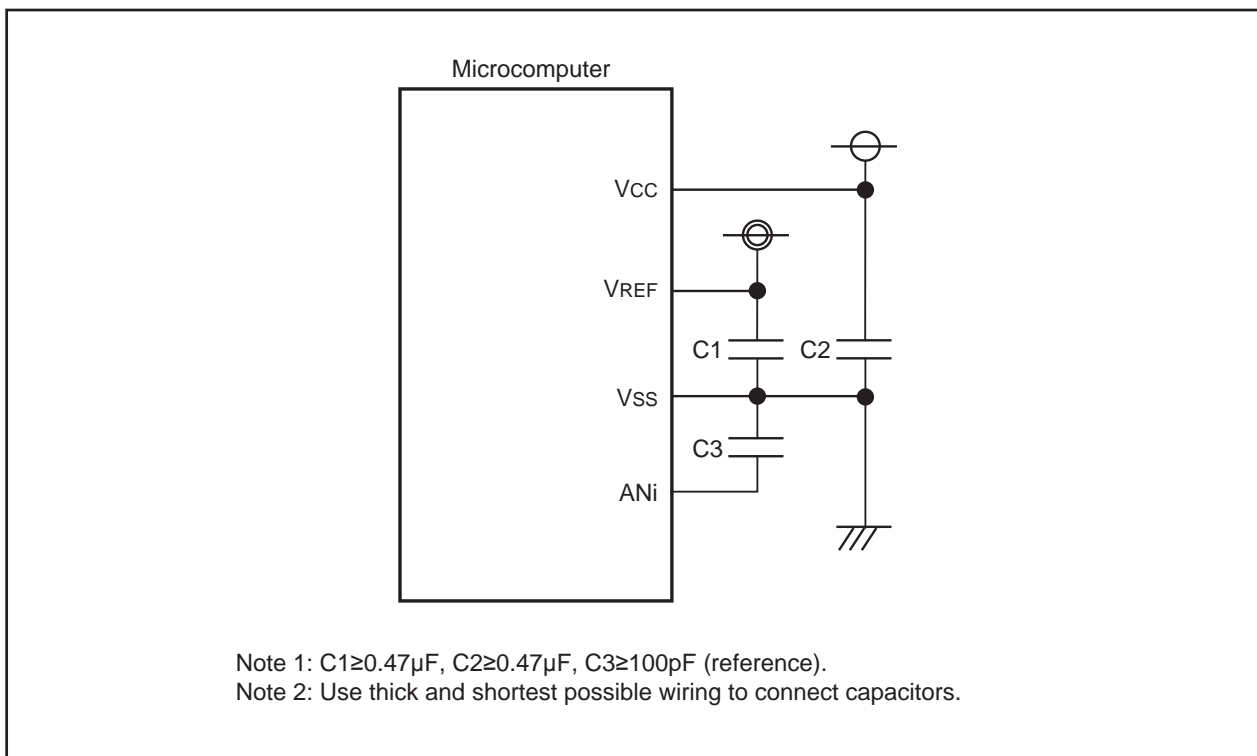 Microcomputer
VCC
VREF
C1
C2
VSS
C3
ANi
Note 1: C1≥0.47µF, C2≥0.47µF, C3≥100pF (reference).
Note 2: Use thick and shortest possible wiring to connect capacitors.